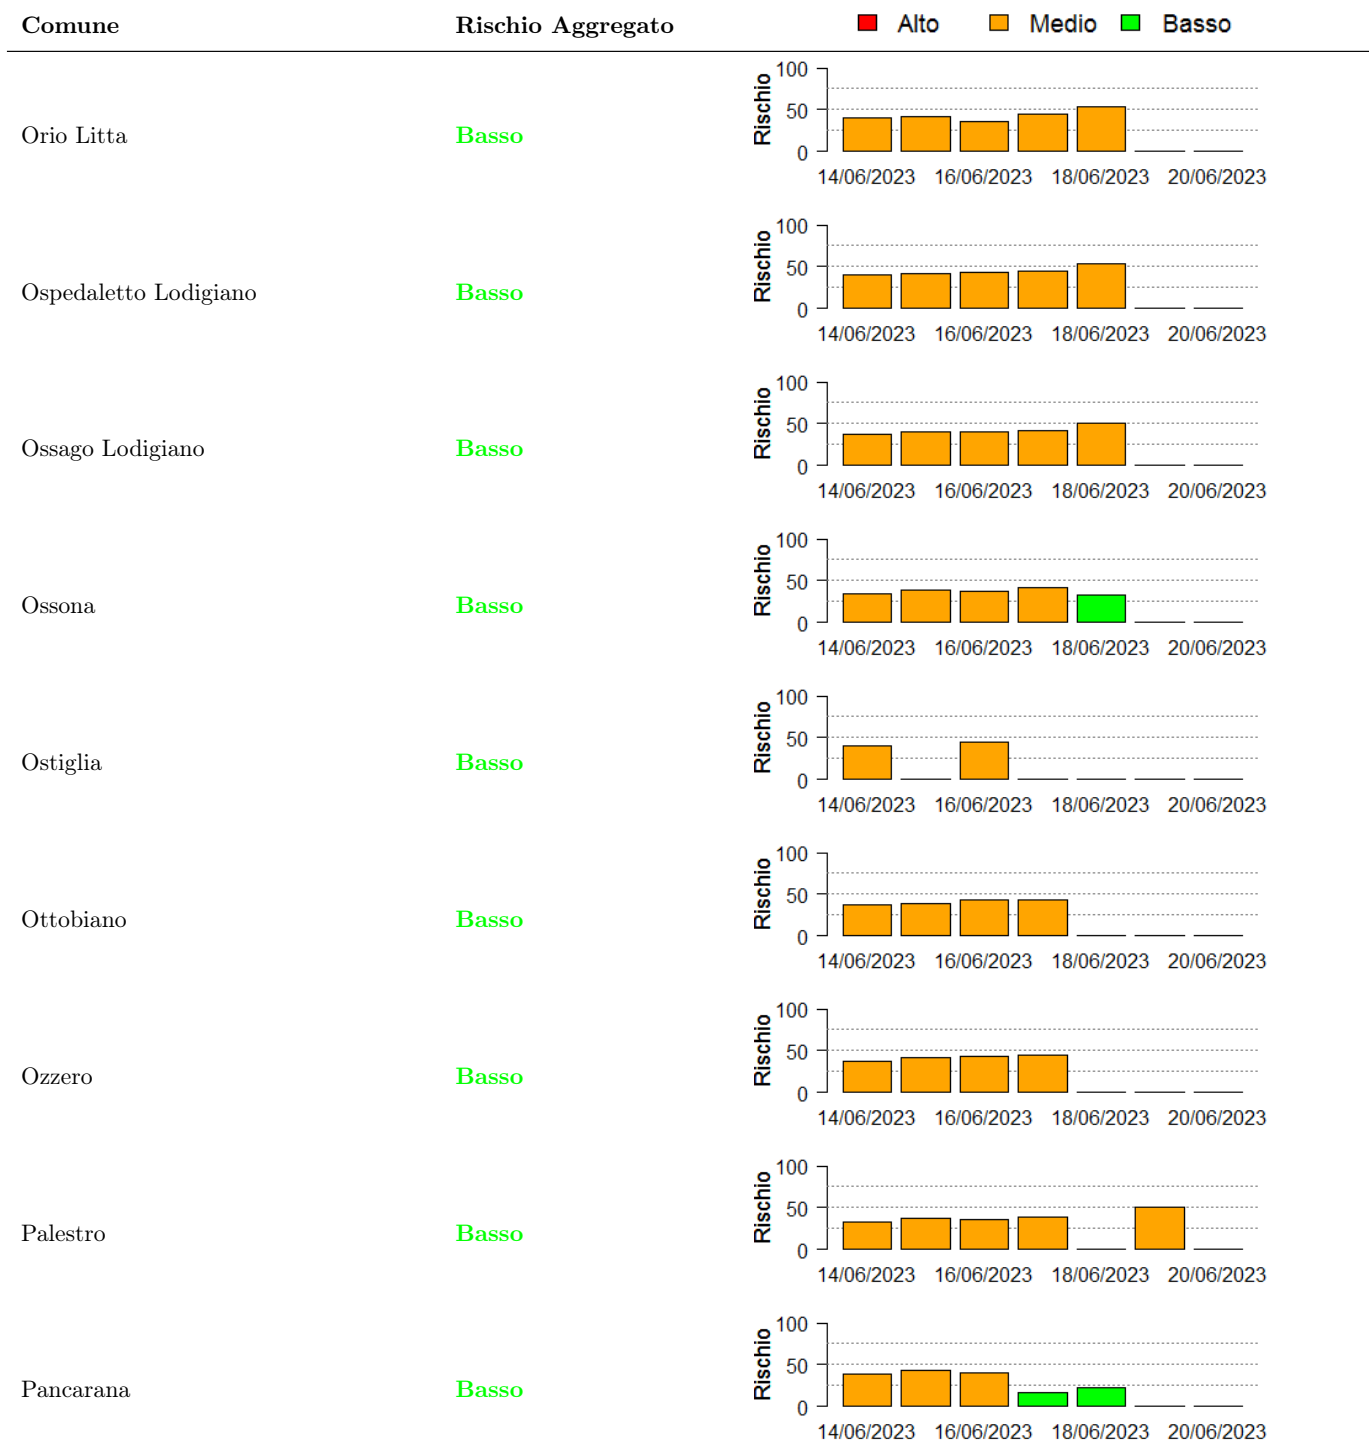 Comune Rischio Aggregato Alto Medio Basso
100
50
0
Rischio
Orio Litta Basso
14/06/2023 16/06/2023 18/06/2023 20/06/2023
100
50
0
Rischio
Ospedaletto Lodigiano Basso
14/06/2023 16/06/2023 18/06/2023 20/06/2023
100
50
0
Rischio
Ossago Lodigiano Basso
14/06/2023 16/06/2023 18/06/2023 20/06/2023
100
50
0
Rischio
Ossona Basso
14/06/2023 16/06/2023 18/06/2023 20/06/2023
100
50
0
Rischio
Ostiglia Basso
14/06/2023 16/06/2023 18/06/2023 20/06/2023
100
50
0
Rischio
Ottobiano Basso
14/06/2023 16/06/2023 18/06/2023 20/06/2023
100
50
0
Rischio
Ozzero Basso
14/06/2023 16/06/2023 18/06/2023 20/06/2023
100
50
0
Rischio
Palestro Basso
14/06/2023 16/06/2023 18/06/2023 20/06/2023
100
50
0
Rischio
Pancarana Basso
14/06/2023 16/06/2023 18/06/2023 20/06/2023